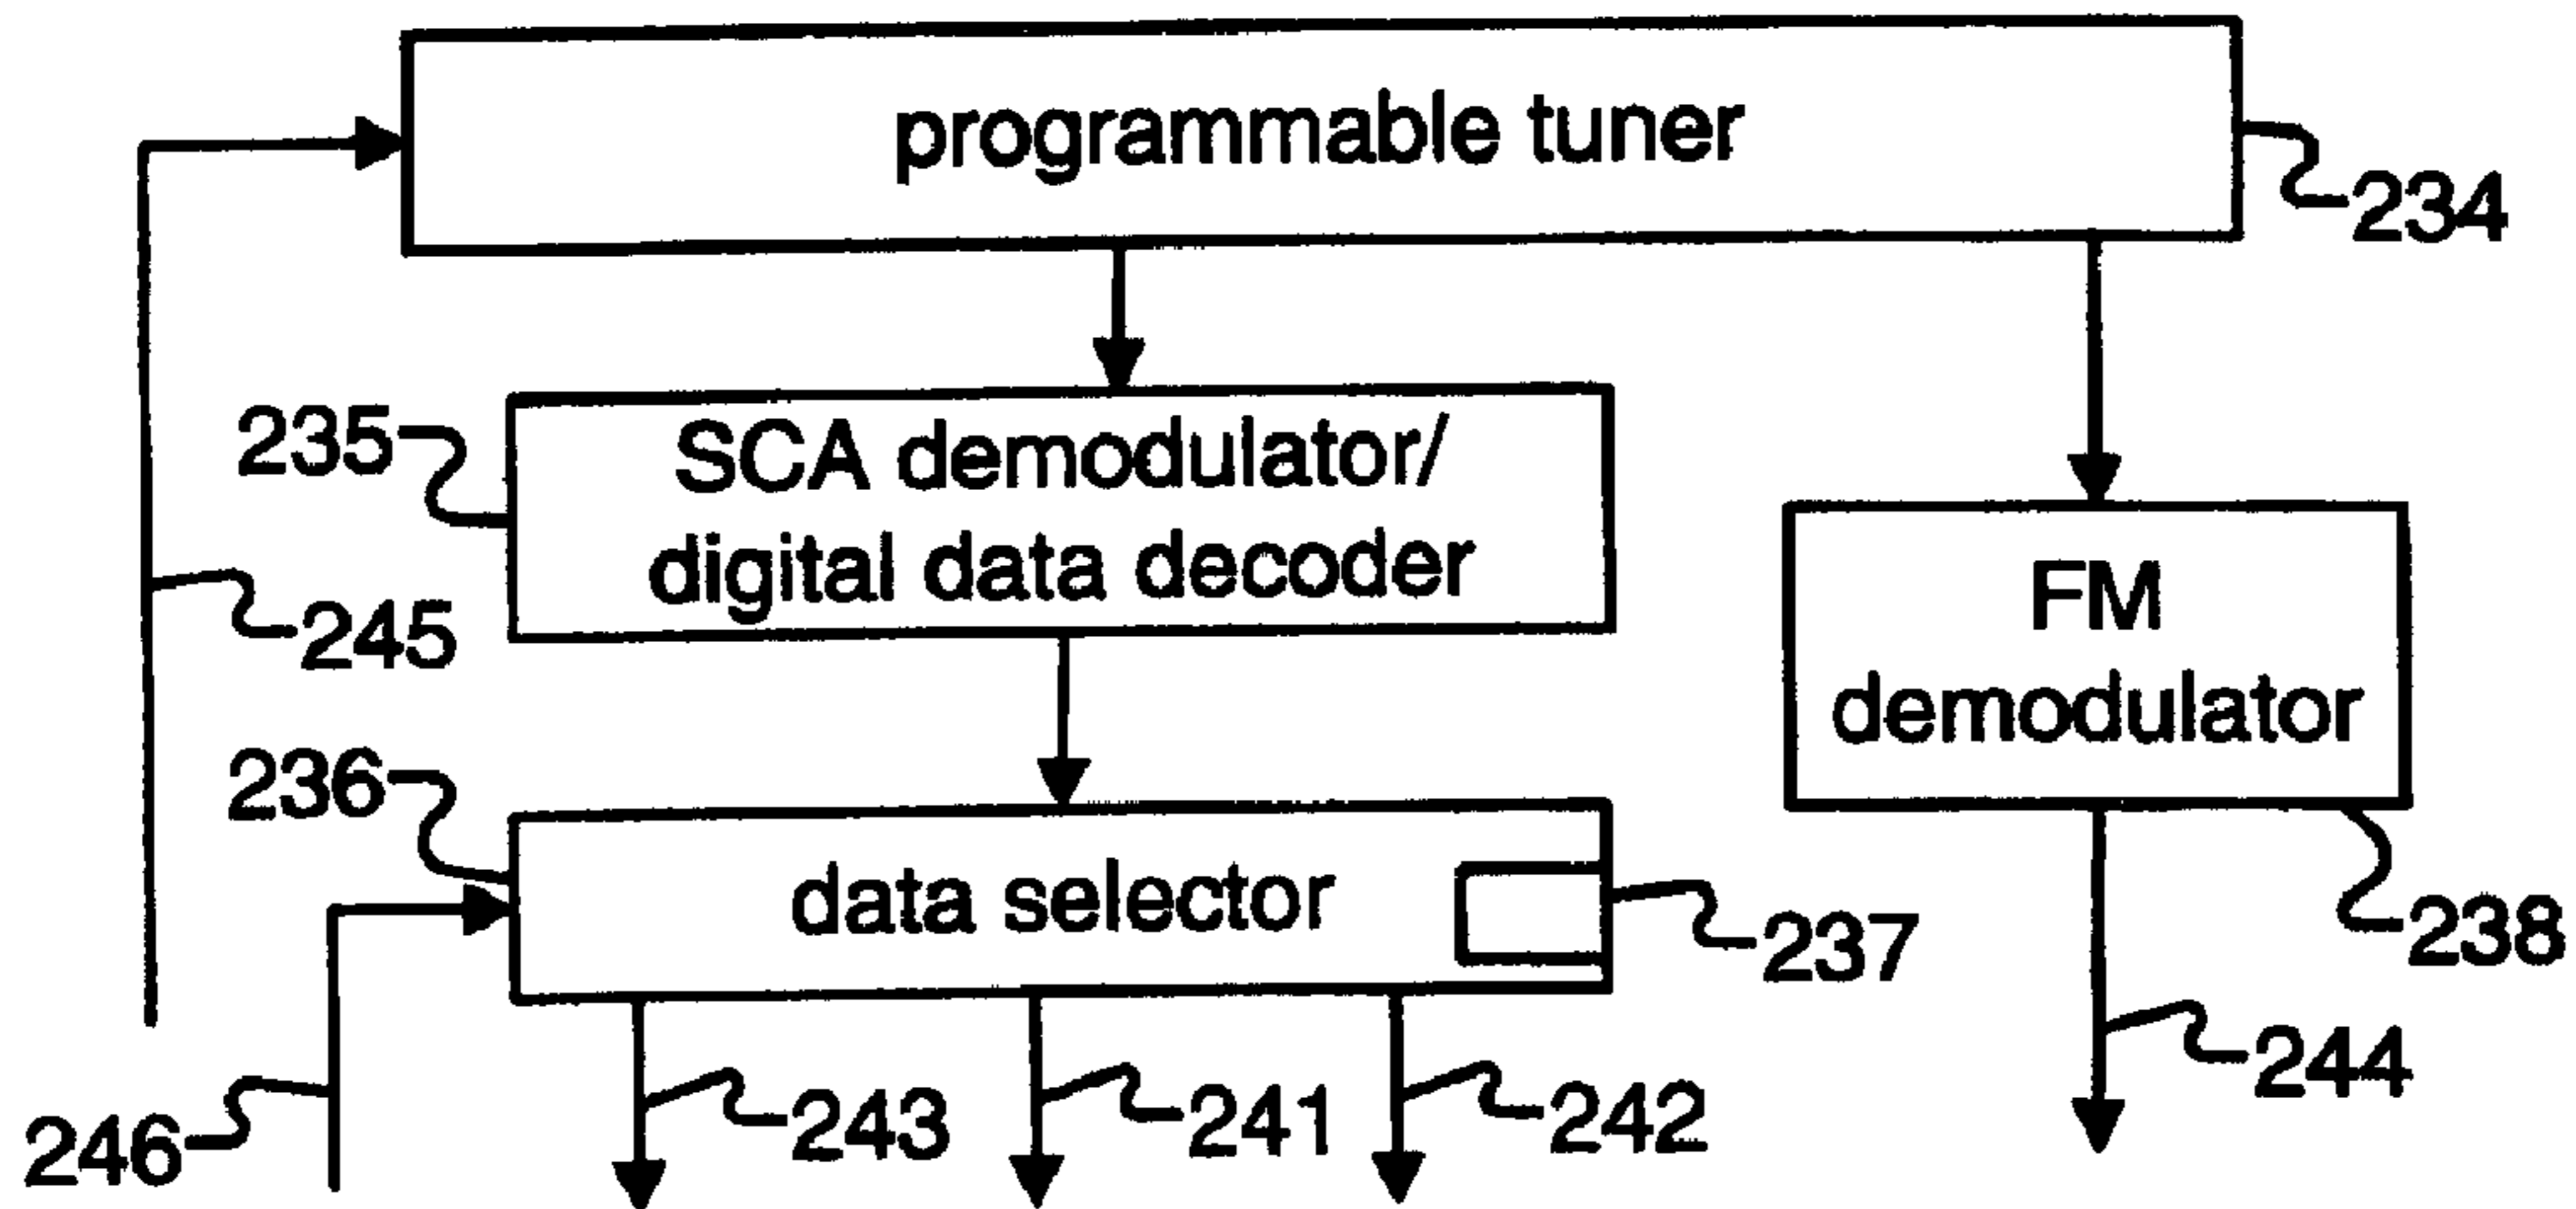 programmable tuner
234
235
SCA demodulator/
digital data decoder
FM
demodulator
245
236
data selector
237
238
246
243
241
242
244